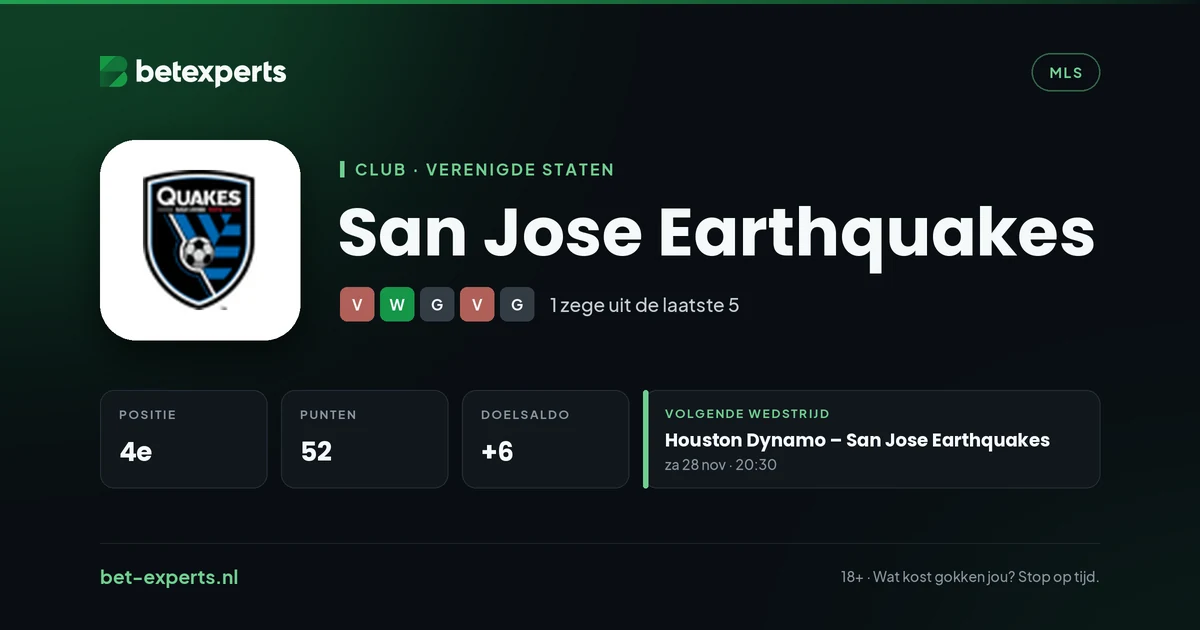 betexperts
MLS
QUAKES
CLUB · VERENIGDE STATEN
San Jose Earthquakes
V W G V G 1 zege uit de laatste 5
POSITIE
4e
PUNTEN
52
DOELSALDO
+6
VOLGENDE WEDSTRIJD
Houston Dynamo – San Jose Earthquakes
za 28 nov · 20:30
bet-experts.nl
18+ · Wat kost gokken jou? Stop op tijd.